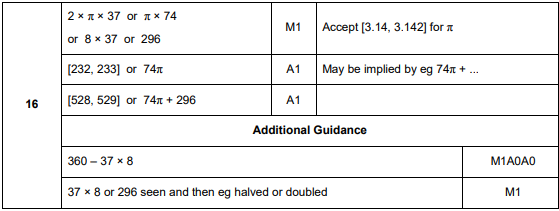 16
2 × π × 37 or π × 74
or 8 × 37 or 296
M1
Accept [3.14, 3.142] for π
[232, 233] or 74π
A1
May be implied by eg 74π + ...
[528, 529] or 74π + 296
A1
Additional Guidance
360 – 37 × 8
M1A0A0
37 × 8 or 296 seen and then eg halved or doubled
M1